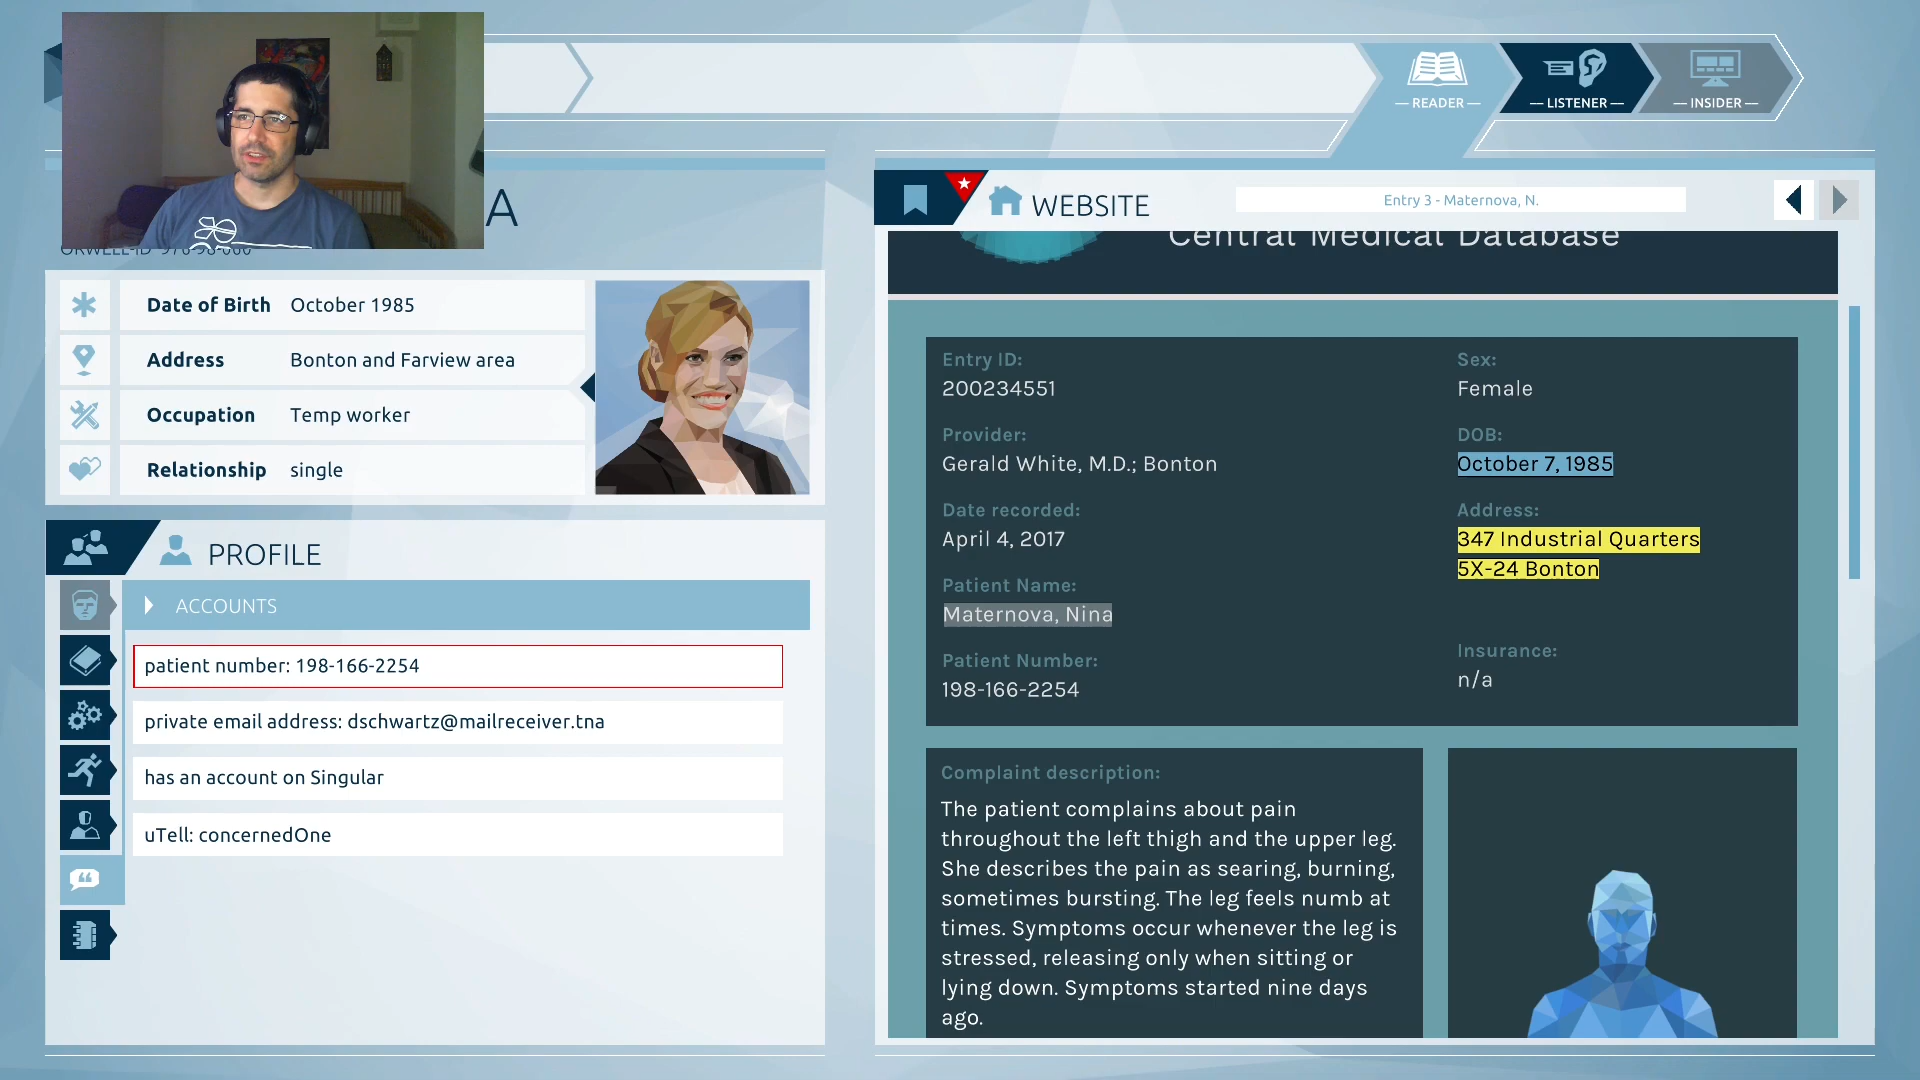 READER
LISTENER
INSIDER
A
ORWELL-ID 976-98-060
Date of Birth October 1985
Address Bonton and Farview area
Occupation Temp worker
Relationship single
PROFILE
ACCOUNTS
patient number: 198-166-2254
private email address: dschwartz@mailreceiver.tna
has an account on Singular
uTell: concernedOne
WEBSITE
Entry 3 - Maternova, N.
Central Medical Database
Entry ID:
200234551
Provider:
Gerald White, M.D.; Bonton
Date recorded:
April 4, 2017
Patient Name:
Maternova, Nina
Patient Number:
198-166-2254
Sex:
Female
DOB:
October 7, 1985
Address:
347 Industrial Quarters
5X-24 Bonton
Insurance:
n/a
Complaint description:
The patient complains about pain
throughout the left thigh and the upper leg.
She describes the pain as searing, burning,
sometimes bursting. The leg feels numb at
times. Symptoms occur whenever the leg is
stressed, releasing only when sitting or
lying down. Symptoms started nine days
ago.